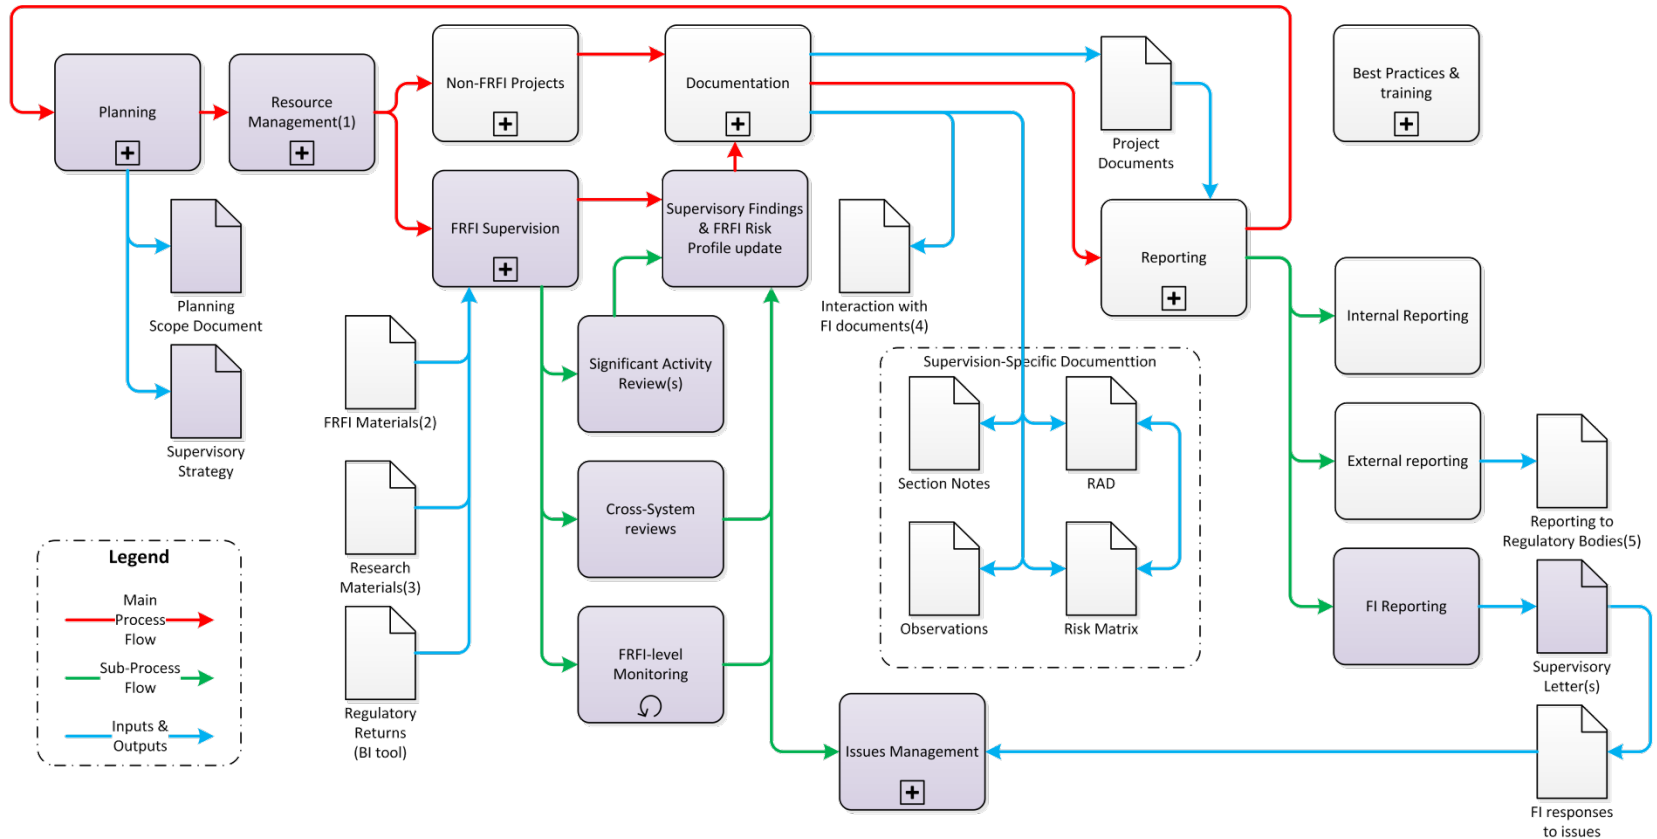 Planning
Resource
Management(1)
Non-FRFI Projects
Documentation
Project
Documents
Best Practices &
training
FRFI Supervision
Supervisory Findings
& FRFI Risk
Profile update
Reporting
Planning
Scope Document
Supervisory
Strategy
FRFI Materials(2)
Research
Materials(3)
Regulatory
Returns
(BI tool)
Significant Activity
Review(s)
Cross-System
reviews
FRFI-level
Monitoring
Interaction with
FI documents(4)
Supervision-Specific Documenttion
Section Notes
RAD
Observations
Risk Matrix
Issues Management
Internal Reporting
External reporting
Reporting to
Regulatory Bodies(5)
FI Reporting
Supervisory
Letter(s)
FI responses
to issues
Legend
Main
Process
Flow
Sub-Process
Flow
Inputs &
Outputs